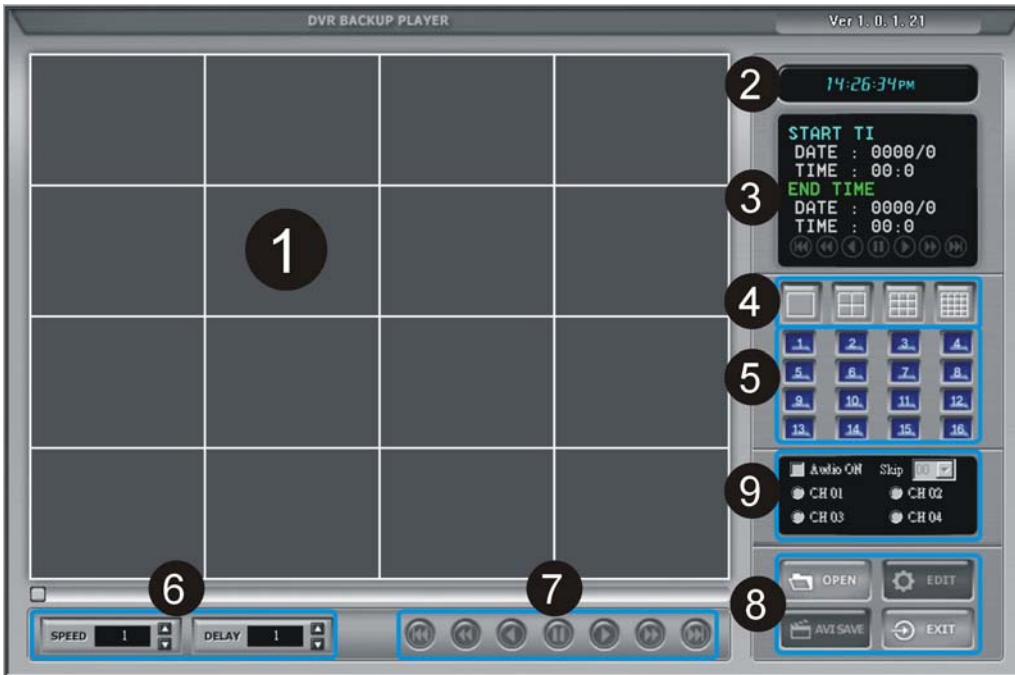 DVR BACKUP PLAYER
Ver 1. 0. 1. 21
1
2
14:26:34 PM
3
START TI
DATE : 0000/0
TIME : 00:0
END TIME
DATE : 0000/0
TIME : 00:0
4
5
1 2 3 4
5 6 7 8
9 10 11 12
13 14 15 16
9
Audio ON Skip 00
CH 01 CH 02
CH 03 CH 04
6
7
8
SPEED 1
DELAY 1
OPEN EDIT
AVI SAVE EXIT